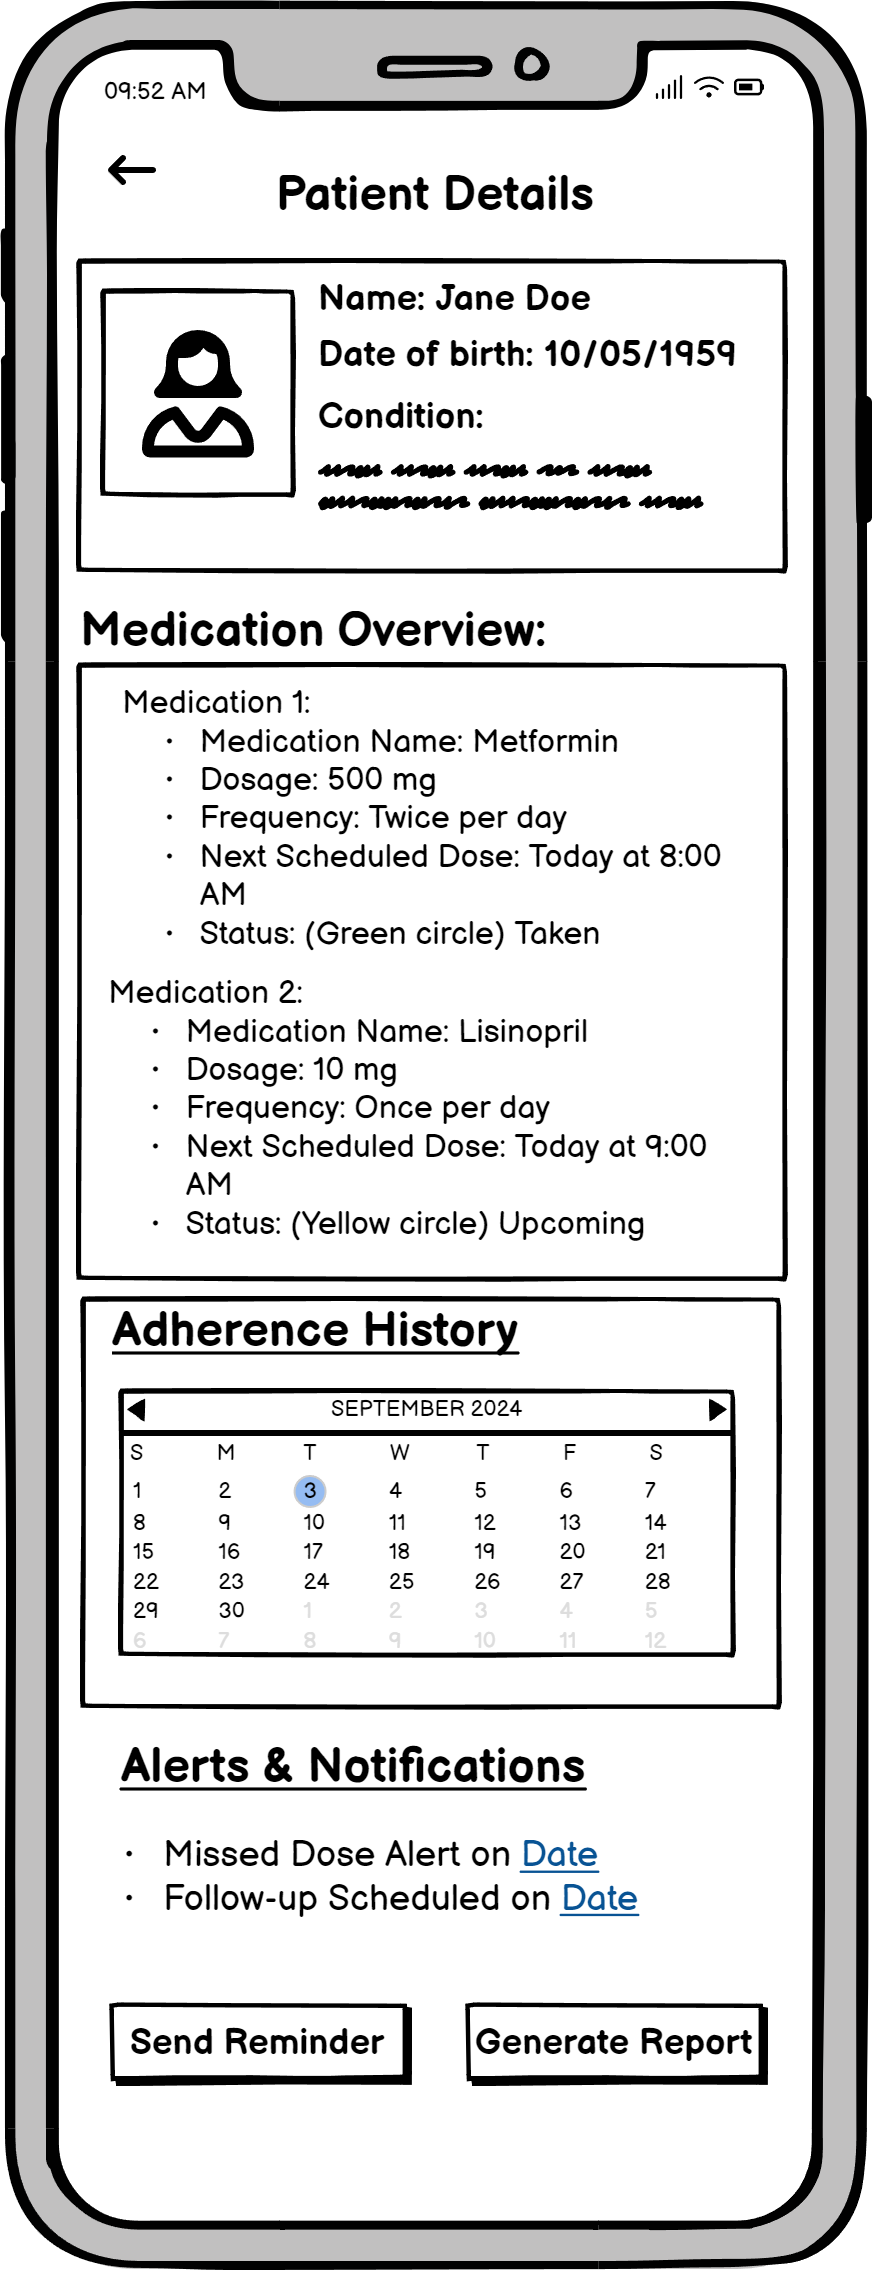 09:52 AM
Patient Details
Name: Jane Doe
Date of birth: 10/05/1959
Condition:
Medication Overview:
Medication 1:
· Medication Name: Metformin
· Dosage: 500 mg
· Frequency: Twice per day
· Next Scheduled Dose: Today at 8:00
AM
· Status: (Green circle) Taken
Medication 2:
· Medication Name: Lisinopril
· Dosage: 10 mg
· Frequency: Once per day
· Next Scheduled Dose: Today at 9:00
AM
· Status: (Yellow circle) Upcoming
Adherence History
SEPTEMBER 2024
S M T W T F S
1 2 3 4 5 6 7
8 9 10 11 12 13 14
15 16 17 18 19 20 21
22 23 24 25 26 27 28
29 30 1 2 3 4 5
6 7 8 9 10 11 12
Alerts & Notifications
· Missed Dose Alert on Date
· Follow-up Scheduled on Date
Send Reminder Generate Report